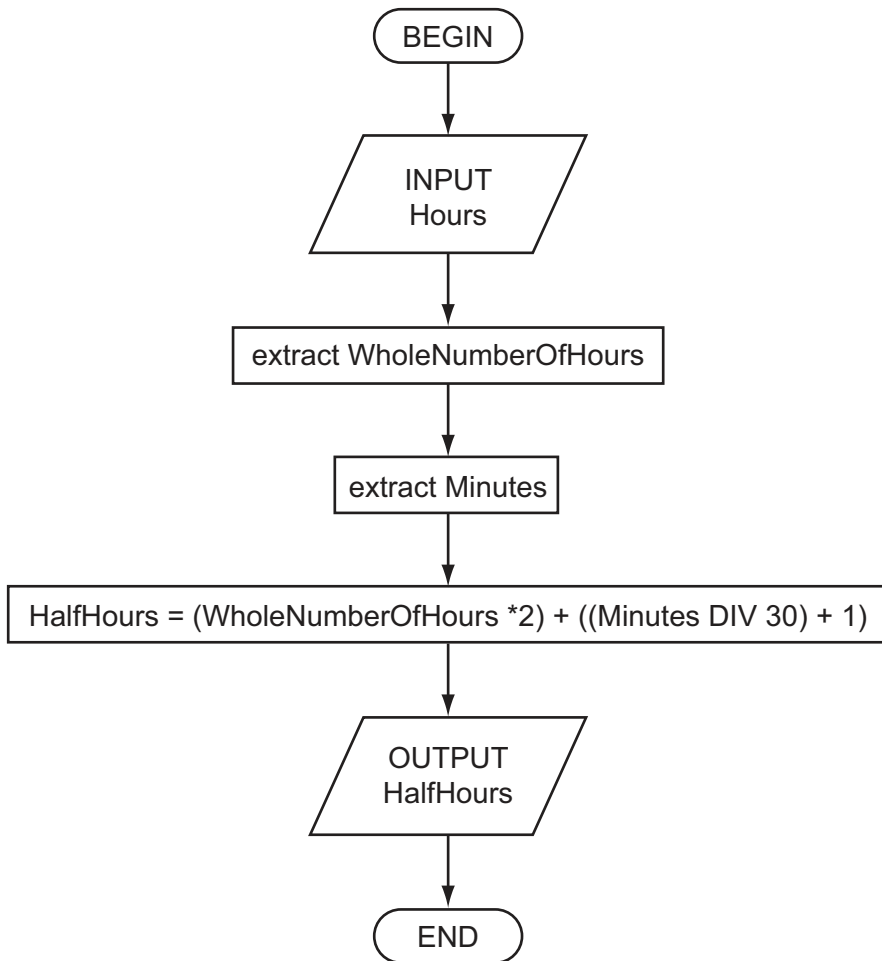 BEGIN
INPUT
Hours
extract WholeNumberOfHours
extract Minutes
HalfHours = (WholeNumberOfHours *2) + ((Minutes DIV 30) + 1)
OUTPUT
HalfHours
END